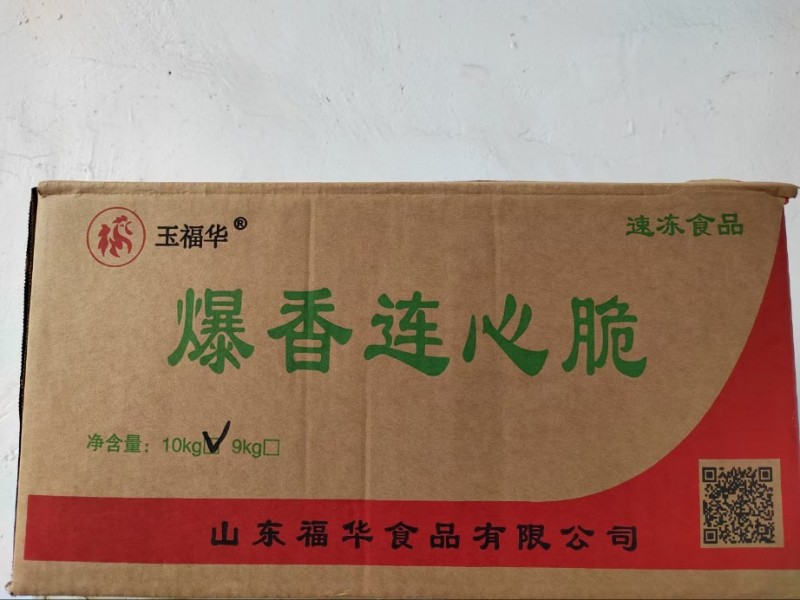 玉福华®
速冻食品
爆香连心脆
净含量：10kg☑ 9kg□
山东福华食品有限公司